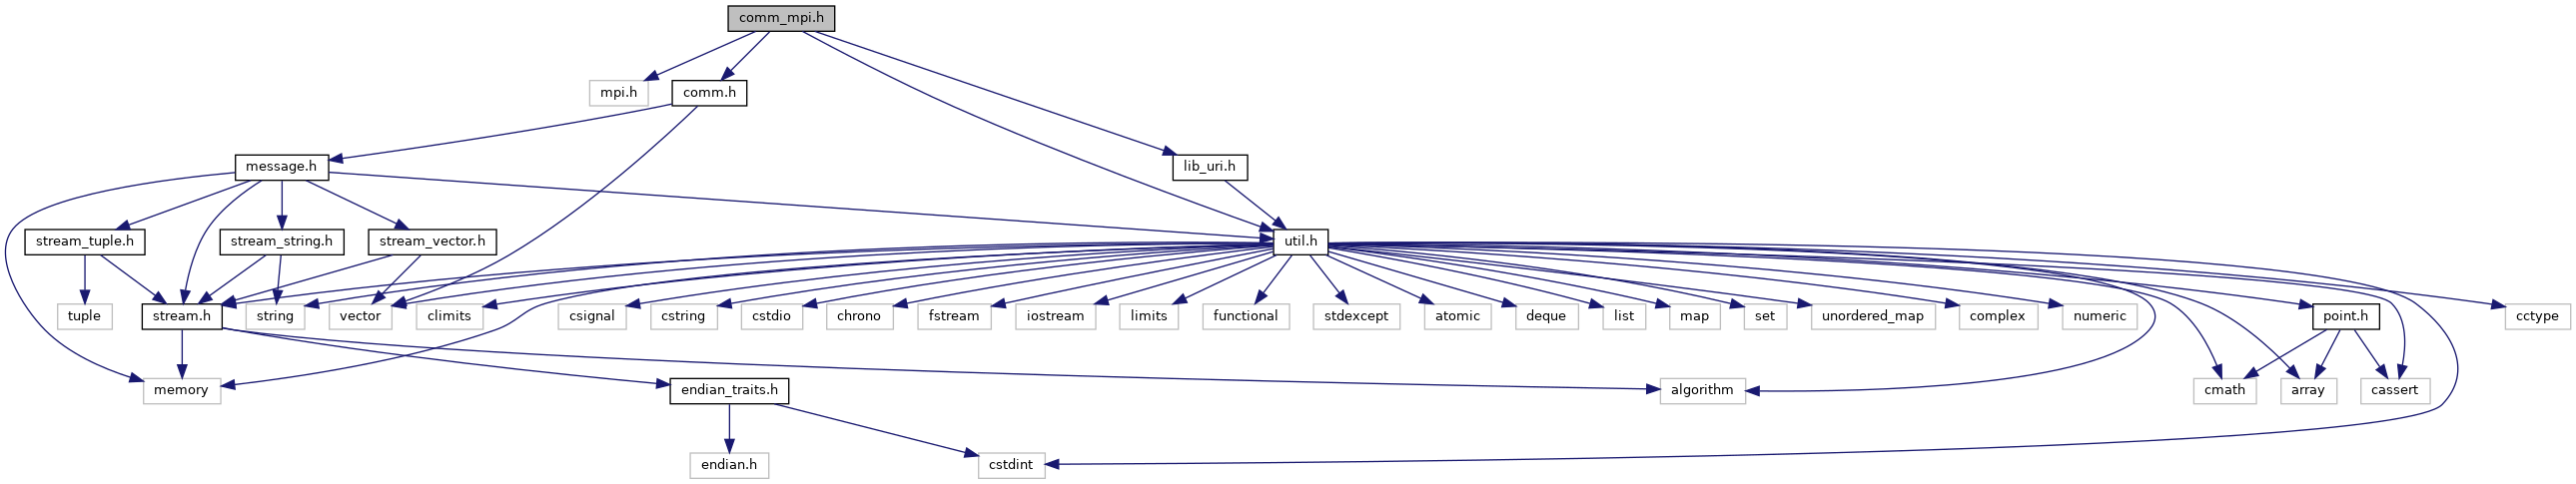 comm_mpi.h
mpi.h
comm.h
message.h
lib_uri.h
stream_tuple.h
stream_string.h
stream_vector.h
util.h
tuple
stream.h
string
vector
climits
csignal
cstring
cstdio
chrono
fstream
iostream
limits
functional
stdexcept
atomic
deque
list
map
set
unordered_map
complex
numeric
point.h
cctype
memory
endian_traits.h
algorithm
cmath
array
cassert
endian.h
cstdint